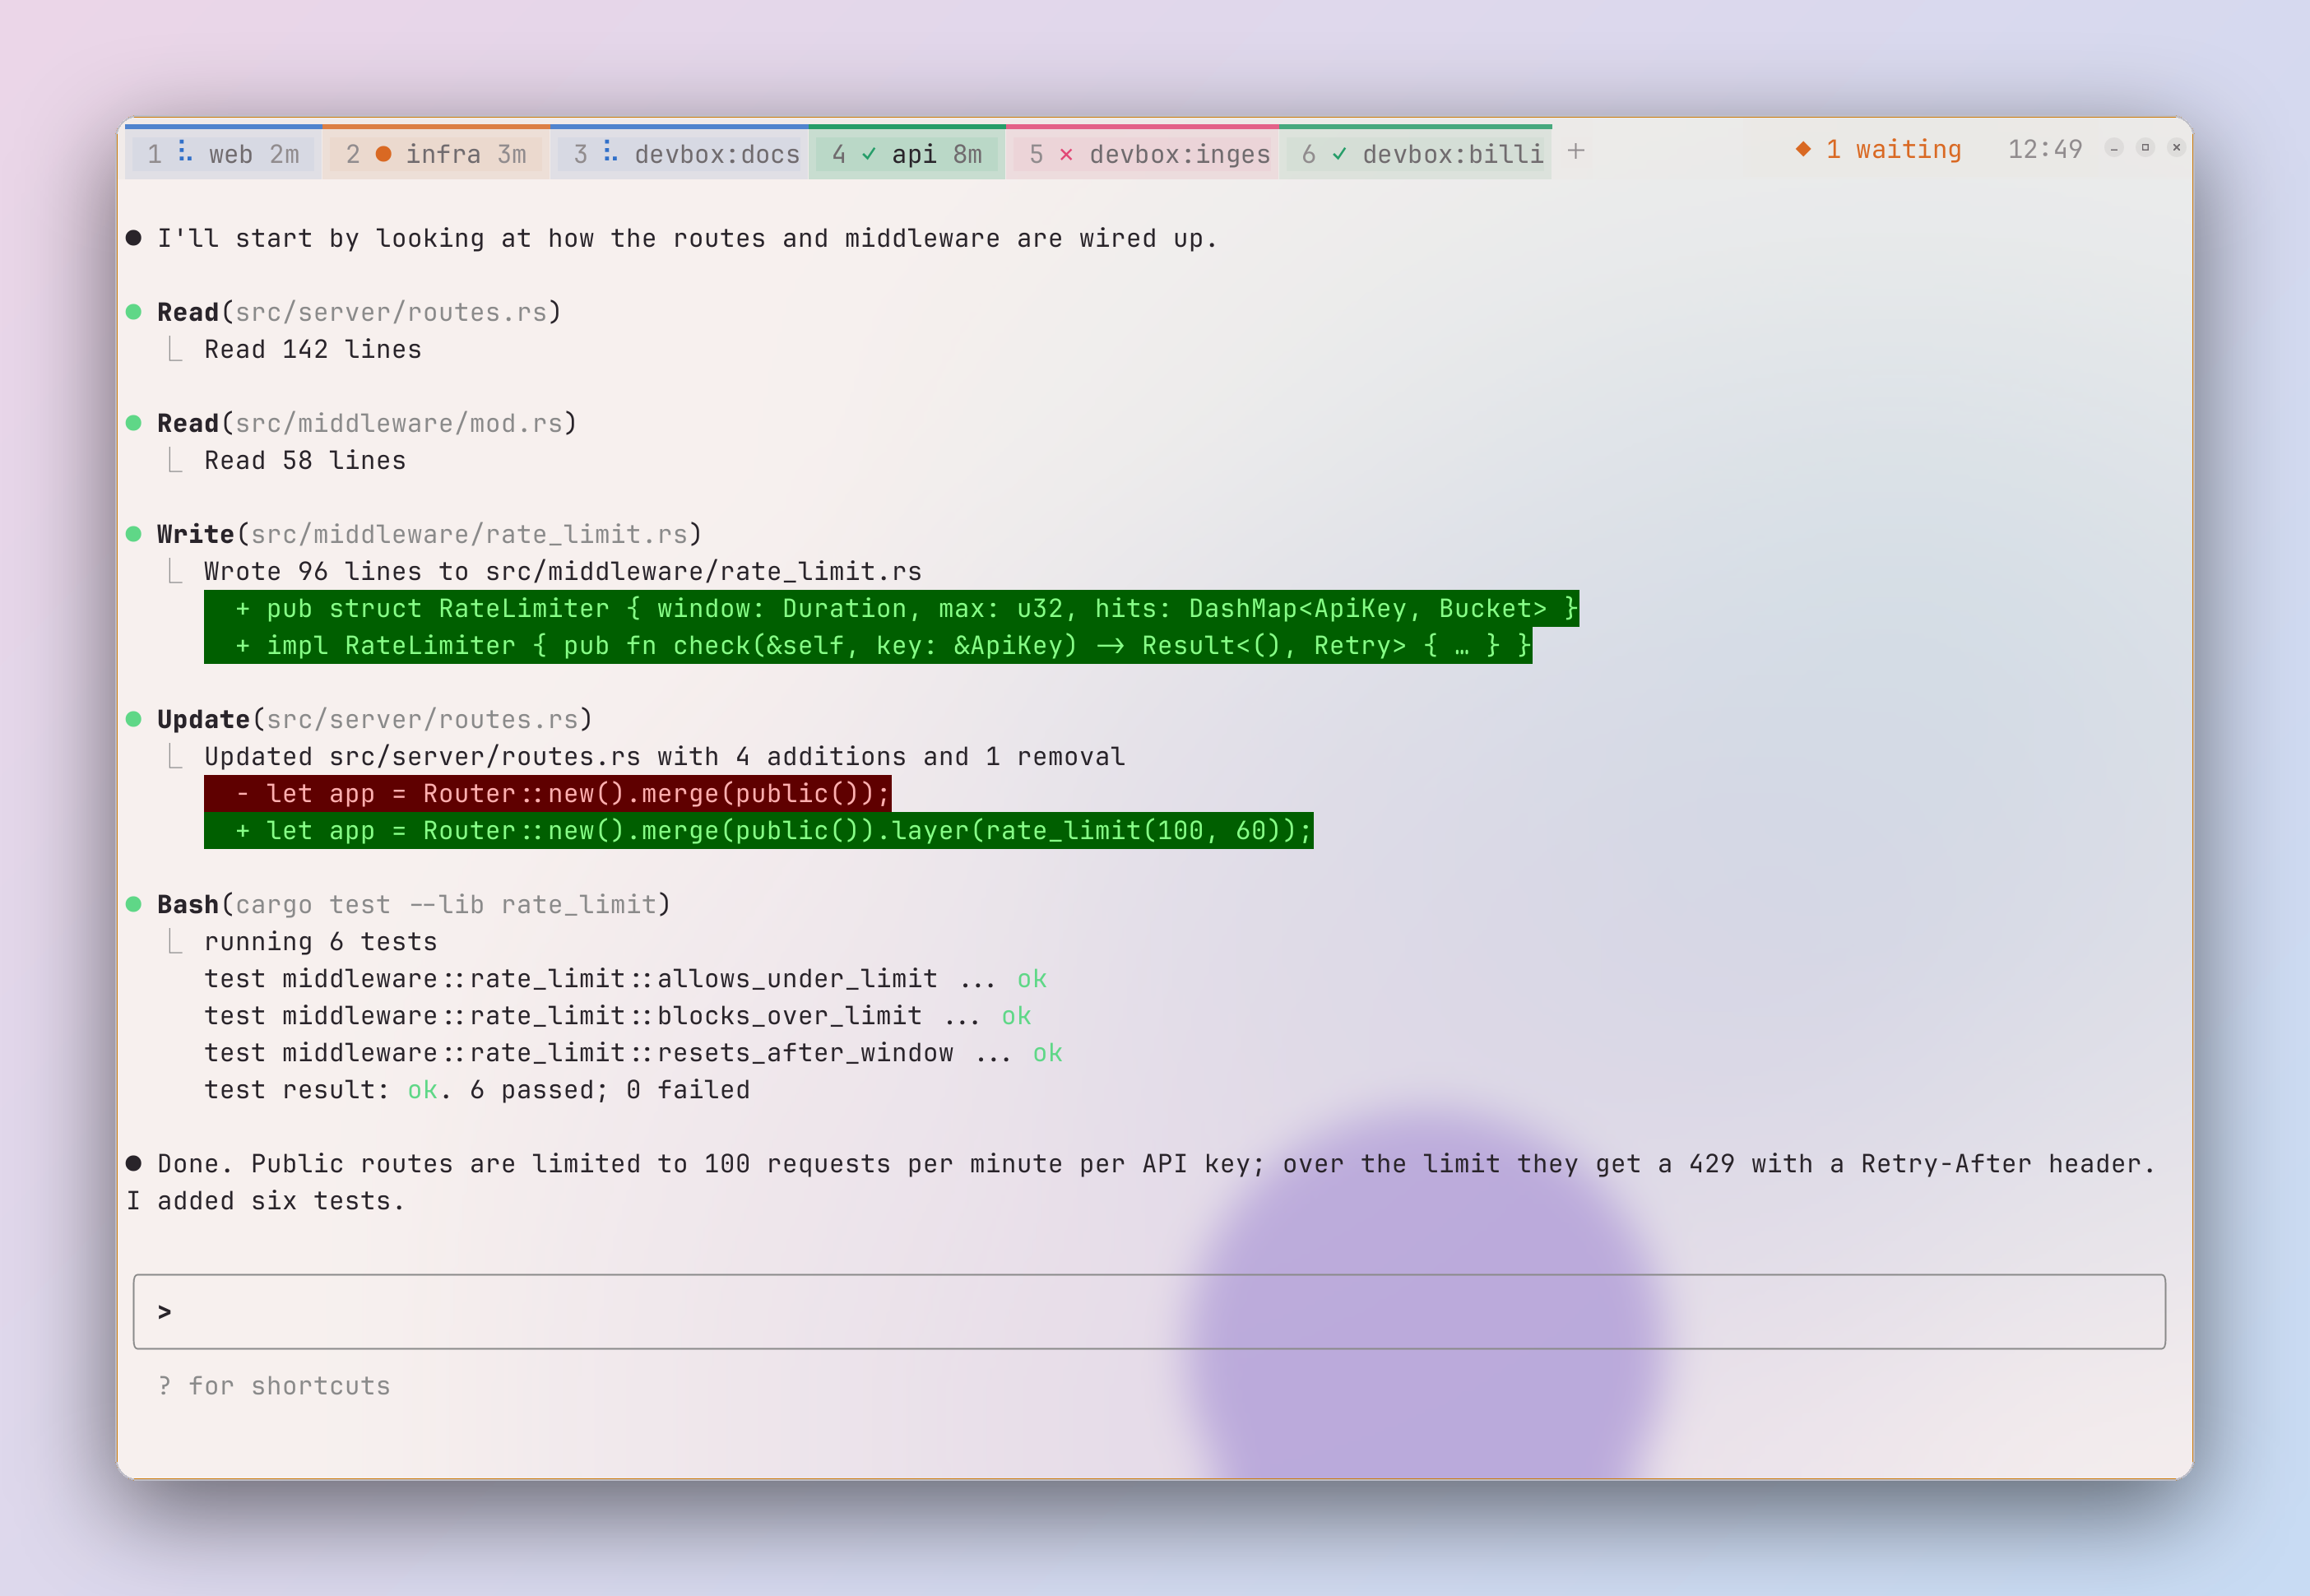 1 web 2m 2 infra 3m 3 devbox:docs 4 ✓ api 8m 5 × devbox:inges 6 ✓ devbox:billi + ◆ 1 waiting 12:49
● I'll start by looking at how the routes and middleware are wired up.
● Read(src/server/routes.rs)
⎿ Read 142 lines
● Read(src/middleware/mod.rs)
⎿ Read 58 lines
● Write(src/middleware/rate_limit.rs)
⎿ Wrote 96 lines to src/middleware/rate_limit.rs
+ pub struct RateLimiter { window: Duration, max: u32, hits: DashMap<ApiKey, Bucket> }
+ impl RateLimiter { pub fn check(&self, key: &ApiKey) -> Result<(), Retry> { … } }
● Update(src/server/routes.rs)
⎿ Updated src/server/routes.rs with 4 additions and 1 removal
- let app = Router::new().merge(public());
+ let app = Router::new().merge(public()).layer(rate_limit(100, 60));
● Bash(cargo test --lib rate_limit)
⎿ running 6 tests
test middleware::rate_limit::allows_under_limit ... ok
test middleware::rate_limit::blocks_over_limit ... ok
test middleware::rate_limit::resets_after_window ... ok
test result: ok. 6 passed; 0 failed
● Done. Public routes are limited to 100 requests per minute per API key; over the limit they get a 429 with a Retry-After header.
I added six tests.
>
? for shortcuts